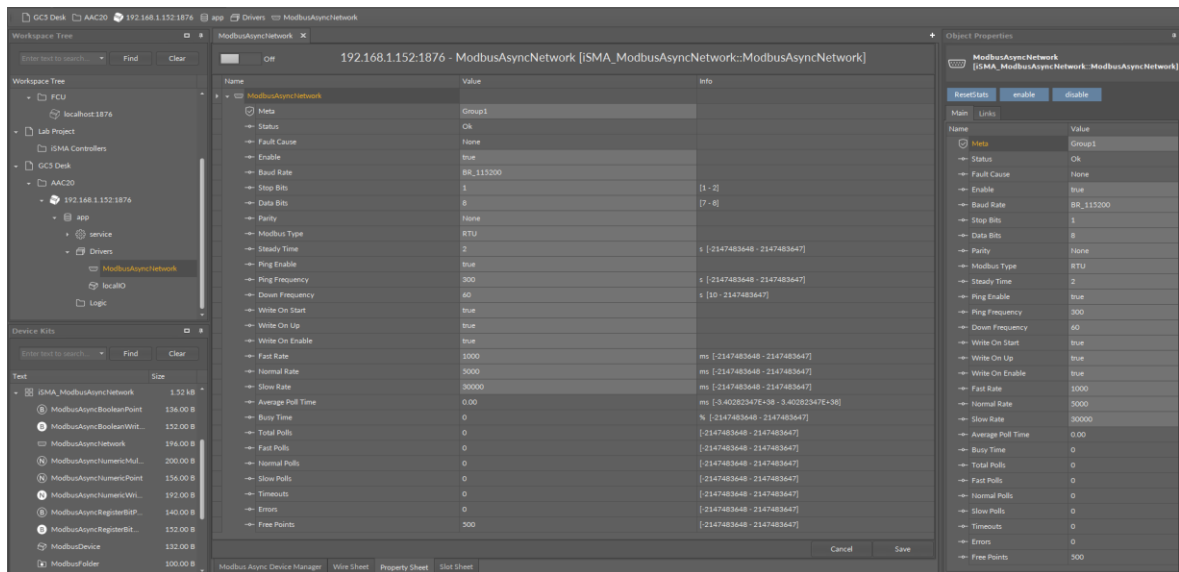 GC5 Desk AAC20 192.168.1.152:1876 app Drivers ModbusAsyncNetwork
Workspace Tree
Enter text to search... Find Clear
Workspace Tree
FCU
localhost:1876
Lab Project
iSMA Controllers
GC5 Desk
AAC20
192.168.1.152:1876
app
service
Drivers
ModbusAsyncNetwork
localIO
Logic
Device Kits
Enter text to search... Find Clear
Text Size
iSMA_ModbusAsyncNetwork 1.52 kB
ModbusAsyncBooleanPoint 136.00 B
ModbusAsyncBooleanWrit... 152.00 B
ModbusAsyncNetwork 196.00 B
ModbusAsyncNumericMul... 200.00 B
ModbusAsyncNumericPoint 156.00 B
ModbusAsyncNumericWri... 192.00 B
ModbusAsyncRegisterBitP... 140.00 B
ModbusAsyncRegisterBit... 152.00 B
ModbusDevice 132.00 B
ModbusFolder 100.00 B
ModbusAsyncNetwork X
Off 192.168.1.152:1876 - ModbusAsyncNetwork [iSMA_ModbusAsyncNetwork::ModbusAsyncNetwork]
Name Value Info
ModbusAsyncNetwork
Meta Group1
Status Ok
Fault Cause None
Enable true
Baud Rate BR_115200
Stop Bits 1 [1 - 2]
Data Bits 8 [7 - 8]
Parity None
Modbus Type RTU
Steady Time 2 s [-2147483648 - 2147483647]
Ping Enable true
Ping Frequency 300 s [-2147483648 - 2147483647]
Down Frequency 60 s [10 - 2147483647]
Write On Start true
Write On Up true
Write On Enable true
Fast Rate 1000 ms [-2147483648 - 2147483647]
Normal Rate 5000 ms [-2147483648 - 2147483647]
Slow Rate 30000 ms [-2147483648 - 2147483647]
Average Poll Time 0.00 ms [-3.40282347E+38 - 3.40282347E+38]
Busy Time 0 % [-2147483648 - 2147483647]
Total Polls 0 [-2147483648 - 2147483647]
Fast Polls 0 [-2147483648 - 2147483647]
Normal Polls 0 [-2147483648 - 2147483647]
Slow Polls 0 [-2147483648 - 2147483647]
Timeouts 0 [-2147483648 - 2147483647]
Errors 0 [-2147483648 - 2147483647]
Free Points 500 [-2147483648 - 2147483647]
Cancel Save
Modbus Async Device Manager Wire Sheet Property Sheet Slot Sheet
Object Properties
ModbusAsyncNetwork
[iSMA_ModbusAsyncNetwork::ModbusAsyncNetwork]
ResetStats enable disable
Main Links
Name Value
Meta Group1
Status Ok
Fault Cause None
Enable true
Baud Rate BR_115200
Stop Bits 1
Data Bits 8
Parity None
Modbus Type RTU
Steady Time 2
Ping Enable true
Ping Frequency 300
Down Frequency 60
Write On Start true
Write On Up true
Write On Enable true
Fast Rate 1000
Normal Rate 5000
Slow Rate 30000
Average Poll Time 0.00
Busy Time 0
Total Polls 0
Fast Polls 0
Normal Polls 0
Slow Polls 0
Timeouts 0
Errors 0
Free Points 500